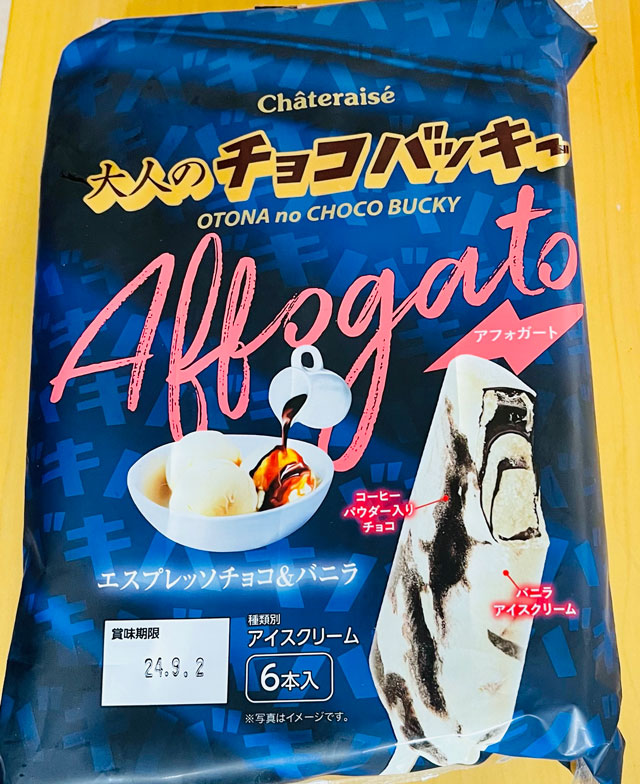 Châteraisé
大人のチョコバッキー
OTONA no CHOCO BUCKY
Affogato
アフォガート
コーヒー
パウダー入り
チョコ
バニラ
アイスクリーム
エスプレッソチョコ&バニラ
賞味期限
24.9.2
種類別
アイスクリーム
6本入
※写真はイメージです。